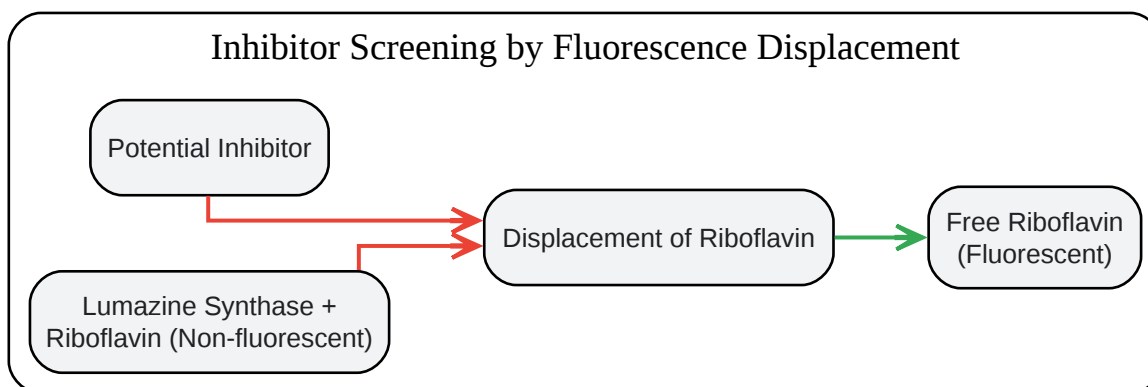 Inhibitor Screening by Fluorescence Displacement
Potential Inhibitor
Lumazine Synthase +
Riboflavin (Non-fluorescent)
Displacement of Riboflavin
Free Riboflavin
(Fluorescent)